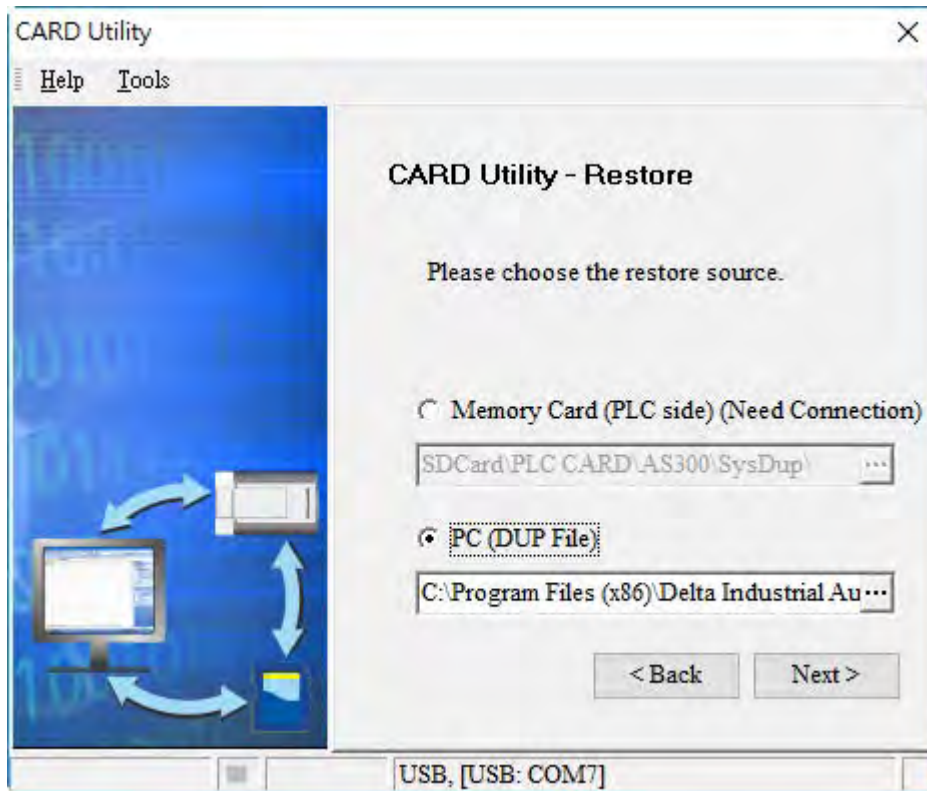 CARD Utility
Help Tools
CARD Utility - Restore
Please choose the restore source.
Memory Card (PLC side) (Need Connection)
SDCard\PLC CARD\AS300\SysDup\ ...
PC (DUP File)
C:\Program Files (x86)\Delta Industrial Au ...
< Back Next >
USB, [USB: COM7]